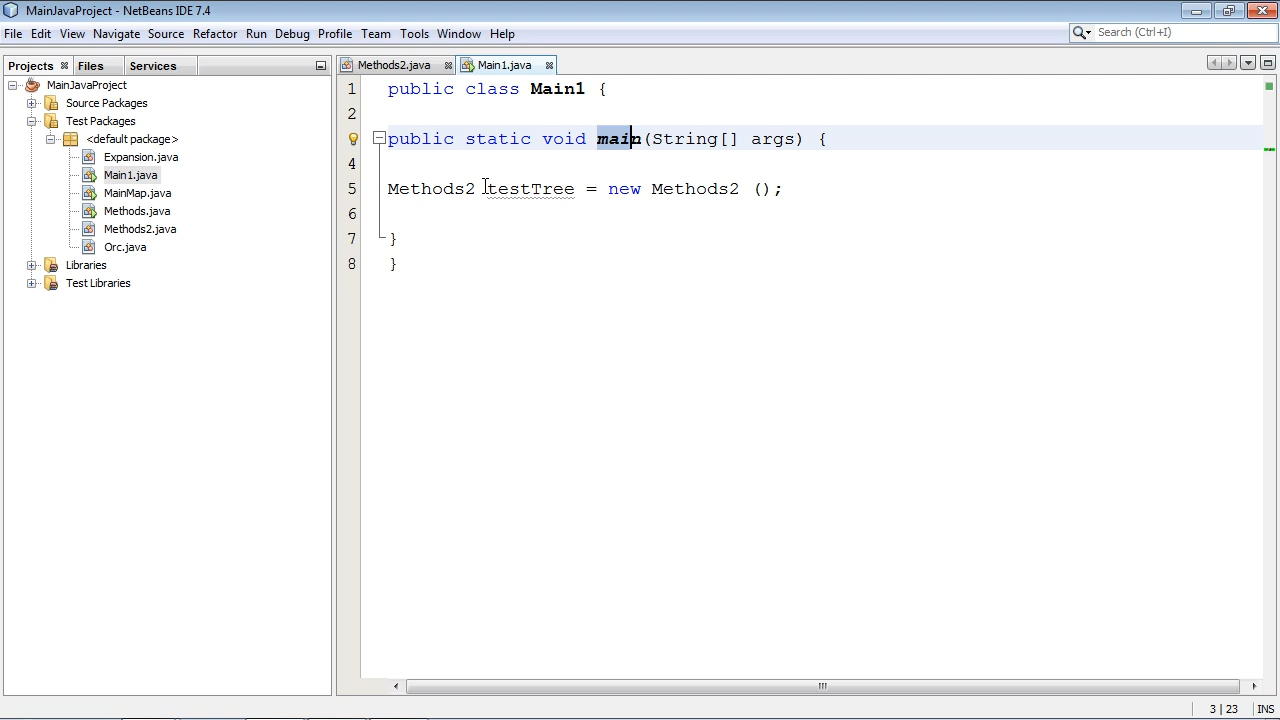 MainJavaProject - NetBeans IDE 7.4
File Edit View Navigate Source Refactor Run Debug Profile Team Tools Window Help
Search (Ctrl+I)
Projects Files Services
MainJavaProject
Source Packages
Test Packages
<default package>
Expansion.java
Main1.java
MainMap.java
Methods.java
Methods2.java
Orc.java
Libraries
Test Libraries
Methods2.java Main1.java
1 public class Main1 {
2
3 public static void main(String[] args) {
4
5 Methods2 testTree = new Methods2 ();
6
7 }
8 }
3 | 23 INS